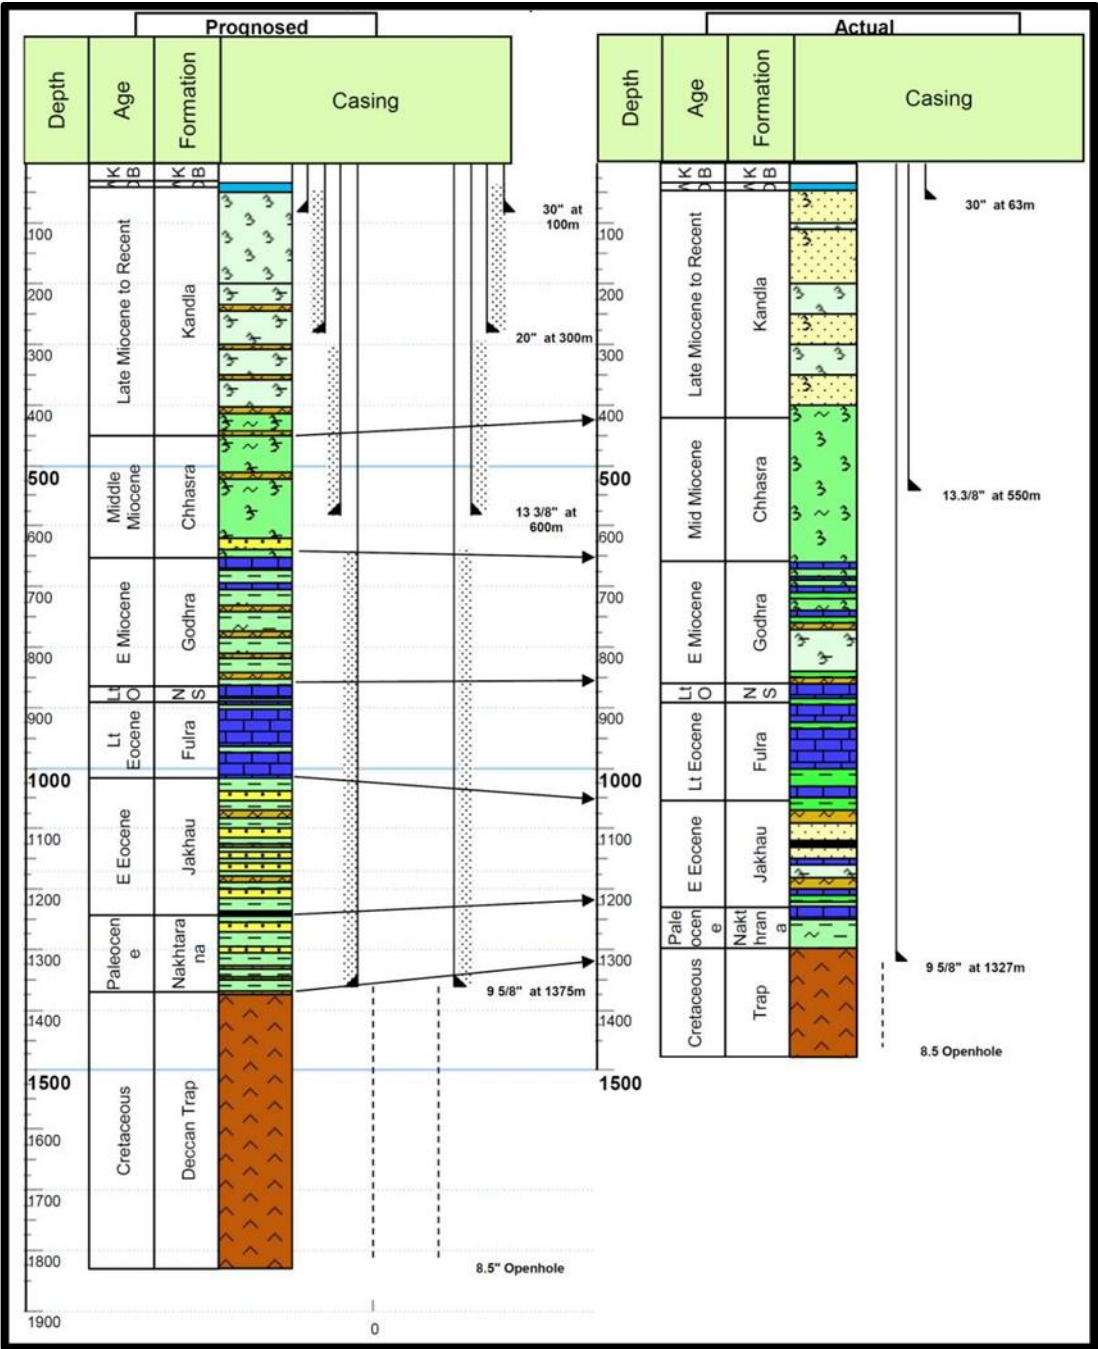 Prognosed
Actual
Depth
Age
Formation
Casing
Depth
Age
Formation
Casing
K
B
K
B
K
B
K
B
100
200
300
400
500
600
700
800
900
1000
1100
1200
1300
1400
1500
1600
1700
1800
1900
Late Miocene to Recent
Kandla
Middle
Miocene
Chhasra
E Miocene
Godhra
Lt
O
N
S
Lt
Eocene
Fulra
E Eocene
Jakhau
Paleocen
e
Nakhtara
na
Cretaceous
Deccan Trap
30" at
100m
20" at 300m
13 3/8" at
600m
9 5/8" at 1375m
8.5" Openhole
0
100
200
300
400
500
600
700
800
900
1000
1100
1200
1300
1400
1500
Late Miocene to Recent
Kandla
Mid Miocene
Chhasra
E Miocene
Godhra
Lt
O
N
S
Lt Eocene
Fulra
E Eocene
Jakhau
Pale
ocen
e
Nakt
hran
a
Cretaceous
Trap
30" at 63m
13.3/8" at 550m
9 5/8" at 1327m
8.5 Openhole